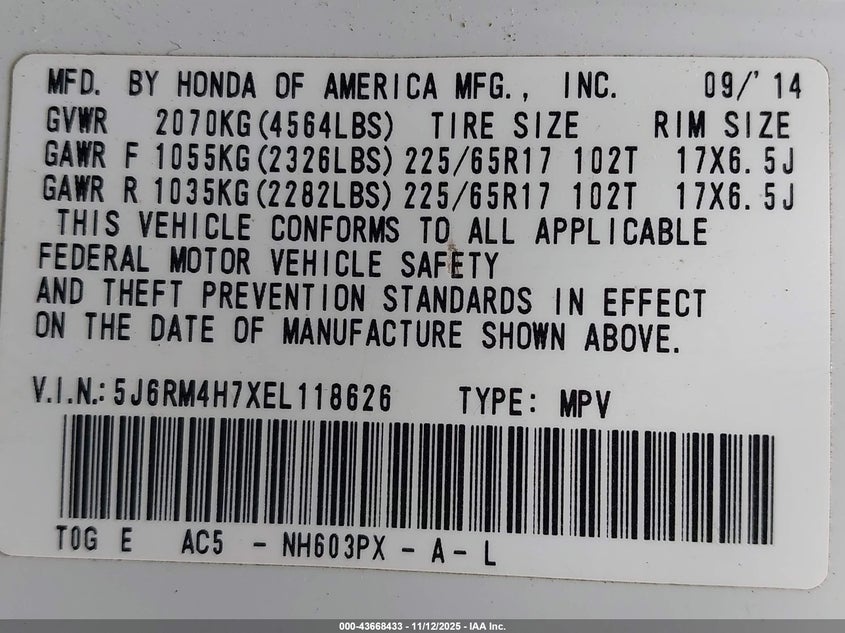 MFD. BY HONDA OF AMERICA MFG., INC. 09/'14
GVWR 2070KG(4564LBS) TIRE SIZE RIM SIZE
GAWR F 1055KG(2326LBS) 225/65R17 102T 17X6.5J
GAWR R 1035KG(2282LBS) 225/65R17 102T 17X6.5J
THIS VEHICLE CONFORMS TO ALL APPLICABLE
FEDERAL MOTOR VEHICLE SAFETY
AND THEFT PREVENTION STANDARDS IN EFFECT
ON THE DATE OF MANUFACTURE SHOWN ABOVE.
V.I.N.: 5J6RM4H7XEL118626 TYPE: MPV
T0G E AC5 - NH603PX - A - L
000-43668433 - 11/12/2025 - IAA Inc.